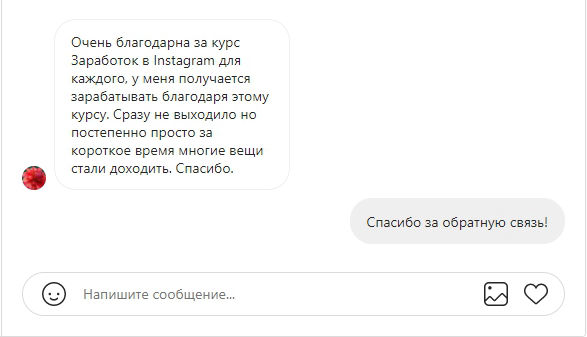 Очень благодарна за курс
Заработок в Instagram для
каждого, у меня получается
зарабатывать благодаря этому
курсу. Сразу не выходило но
постепенно просто за
короткое время многие вещи
стали доходить. Спасибо.
Спасибо за обратную связь!
Напишите сообщение...